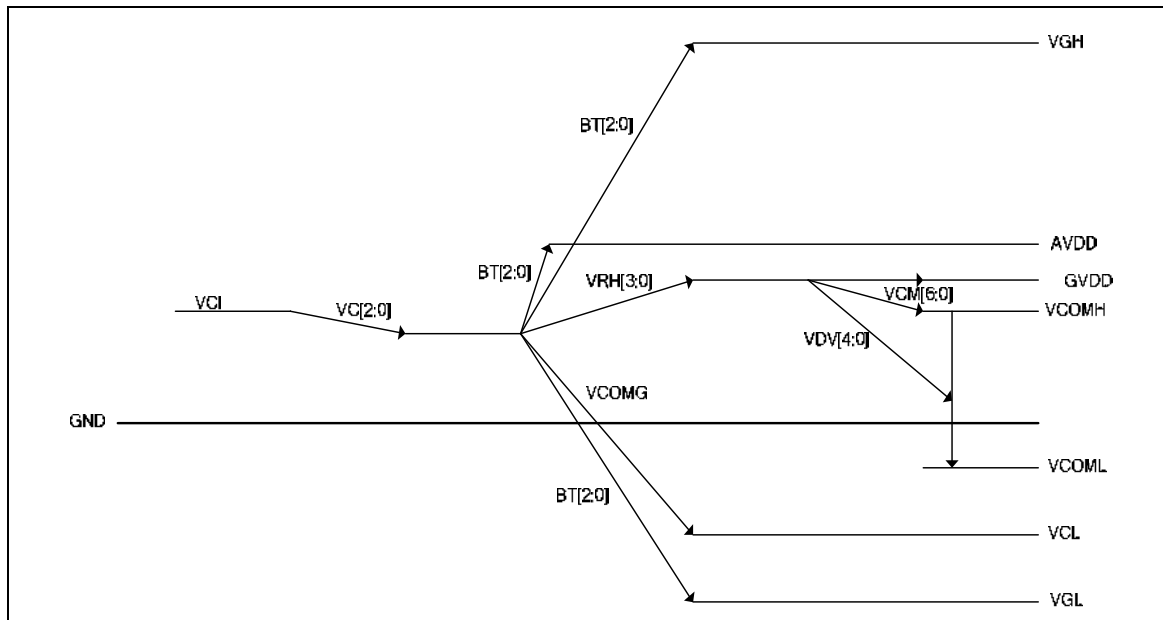 VGH
BT[2:0]
AVDD
BT[2:0]
VRH[3:0]
GVDD
VCI
VC[2:0]
VCM[6:0]
VCOMH
VDV[4:0]
VCOMG
GND
VCOML
BT[2:0]
VCL
VGL